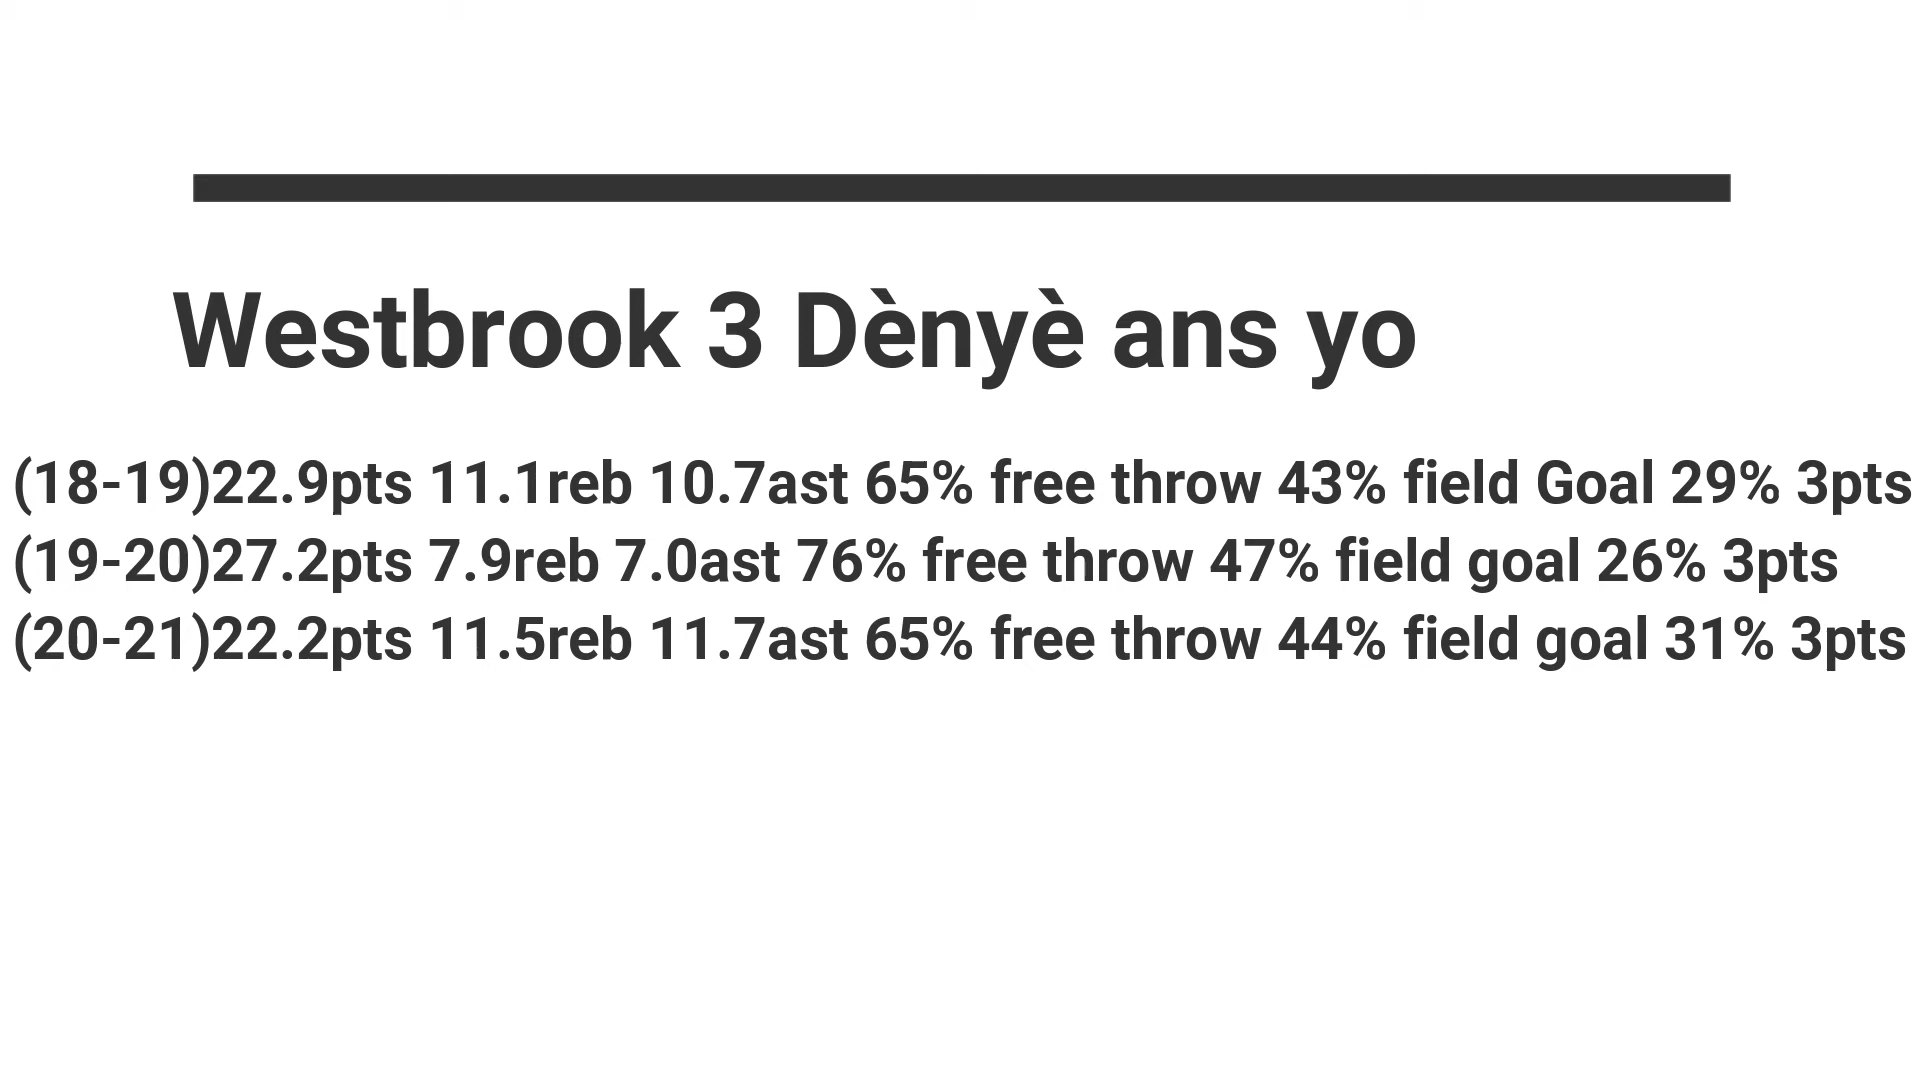 Westbrook 3 Dènyè ans yo
(18-19)22.9pts 11.1reb 10.7ast 65% free throw 43% field Goal 29% 3pts
(19-20)27.2pts 7.9reb 7.0ast 76% free throw 47% field goal 26% 3pts
(20-21)22.2pts 11.5reb 11.7ast 65% free throw 44% field goal 31% 3pts